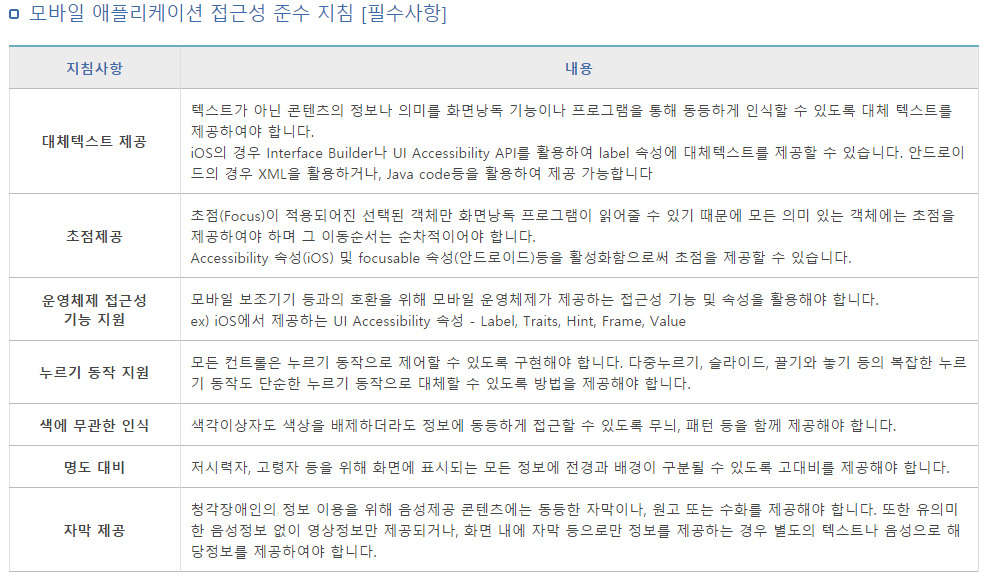 모바일 애플리케이션 접근성 준수 지침 [필수사항]
지침사항
내용
대체텍스트 제공
텍스트가 아닌 콘텐츠의 정보나 의미를 화면낭독 기능이나 프로그램을 통해 동등하게 인식할 수 있도록 대체 텍스트를
제공하여야 합니다.
iOS의 경우 Interface Builder나 UI Accessibility API를 활용하여 label 속성에 대체텍스트를 제공할 수 있습니다. 안드로이
드의 경우 XML을 활용하거나, Java code등을 활용하여 제공 가능합니다
초점제공
초점(Focus)이 적용되어진 선택된 객체만 화면낭독 프로그램이 읽어줄 수 있기 때문에 모든 의미 있는 객체에는 초점을
제공하여야 하며 그 이동순서는 순차적이어야 합니다.
Accessibility 속성(iOS) 및 focusable 속성(안드로이드)등을 활성화함으로써 초점을 제공할 수 있습니다.
운영체제 접근성
기능 지원
모바일 보조기기 등과의 호환을 위해 모바일 운영체제가 제공하는 접근성 기능 및 속성을 활용해야 합니다.
ex) iOS에서 제공하는 UI Accessibility 속성 - Label, Traits, Hint, Frame, Value
누르기 동작 지원
모든 컨트롤은 누르기 동작으로 제어할 수 있도록 구현해야 합니다. 다중누르기, 슬라이드, 끌기와 놓기 등의 복잡한 누르
기 동작도 단순한 누르기 동작으로 대체할 수 있도록 방법을 제공해야 합니다.
색에 무관한 인식
색각이상자도 색상을 배제하더라도 정보에 동등하게 접근할 수 있도록 무늬, 패턴 등을 함께 제공해야 합니다.
명도 대비
저시력자, 고령자 등을 위해 화면에 표시되는 모든 정보에 전경과 배경이 구분될 수 있도록 고대비를 제공해야 합니다.
자막 제공
청각장애인의 정보 이용을 위해 음성제공 콘텐츠에는 동등한 자막이나, 원고 또는 수화를 제공해야 합니다. 또한 유의미
한 음성정보 없이 영상정보만 제공되거나, 화면 내에 자막 등으로만 정보를 제공하는 경우 별도의 텍스트나 음성으로 해
당정보를 제공하여야 합니다.